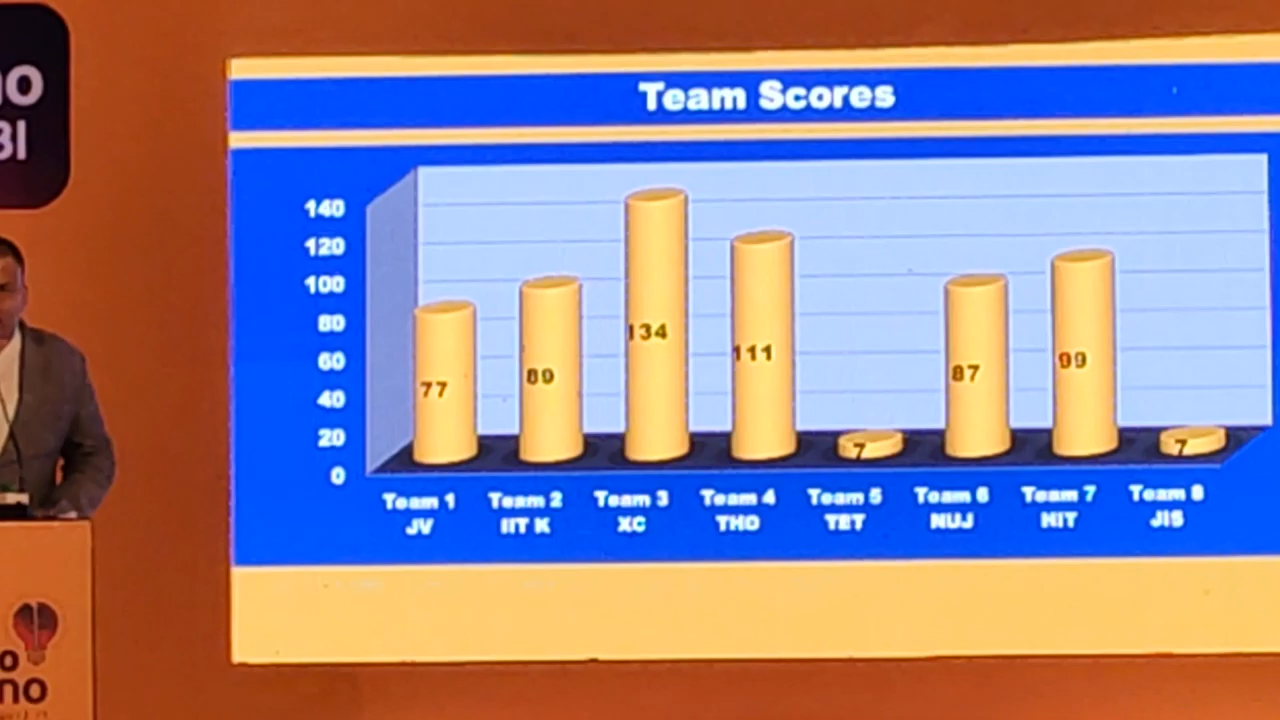 Team Scores
140
120
100
80
60
40
20
0
77
89
134
111
7
87
99
7
Team 1
JV
Team 2
IIT K
Team 3
XC
Team 4
THO
Team 5
TET
Team 6
NUJ
Team 7
NIT
Team 8
JIS